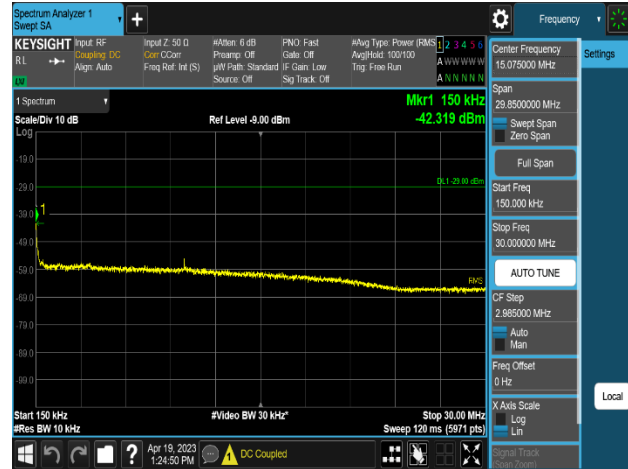 Spectrum Analyzer 1
Swept SA
+
Frequency
KEYSIGHT
RL
Input: RF
Coupling: DC
Align: Auto
Input Z: 50 Ω
Corr CCorr
Freq Ref: Int (S)
#Atten: 6 dB
Preamp: Off
µW Path: Standard
Source: Off
PNO: Fast
Gate: Off
IF Gain: Low
Sig Track: Off
#Avg Type: Power (RMS)
Avg|Hold: 100/100
Trig: Free Run
1 2 3 4 5 6
A W W W W W
A N N N N N
LW
1 Spectrum
Scale/Div 10 dB
Ref Level -9.00 dBm
Mkr1 150 kHz
-42.319 dBm
Log
-19.0
-29.0
-39.0
-49.0
-59.0
-69.0
-79.0
-89.0
-99.0
DL1 -29.00 dBm
1
RMS
Start 150 kHz
#Res BW 10 kHz
#Video BW 30 kHz*
Stop 30.00 MHz
Sweep 120 ms (5971 pts)
Center Frequency
15.075000 MHz
Span
29.8500000 MHz
Swept Span
Zero Span
Full Span
Start Freq
150.000 kHz
Stop Freq
30.000000 MHz
AUTO TUNE
CF Step
2.985000 MHz
Auto
Man
Freq Offset
0 Hz
X Axis Scale
Log
Lin
Signal Track
(Span Zoom)
Settings
Local
?
Apr 19, 2023
1:24:50 PM
DC Coupled